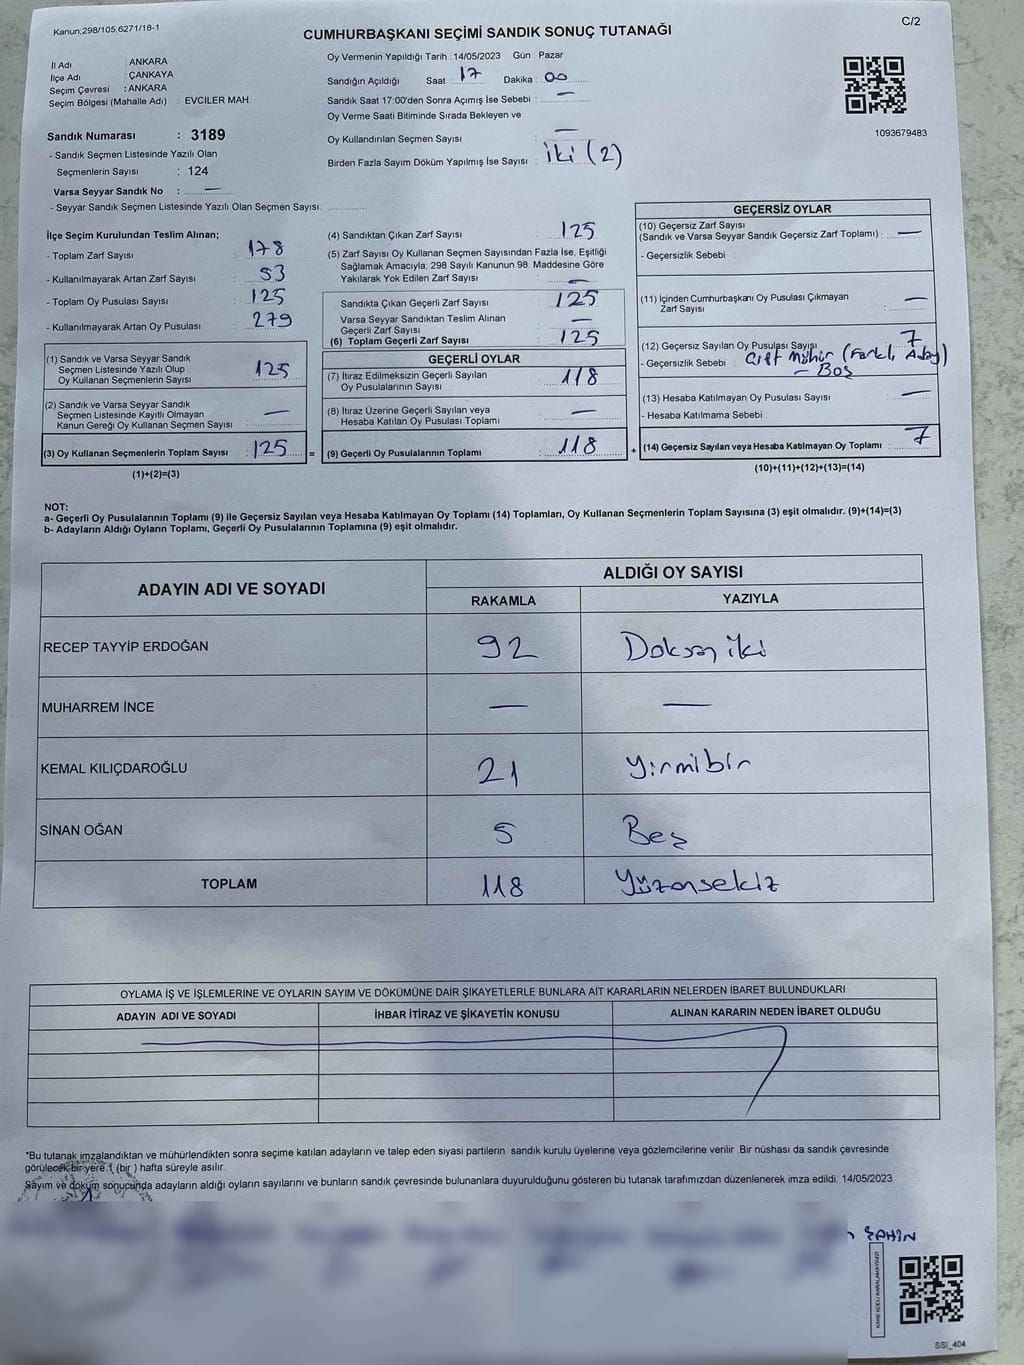 Kanun;298/105,6271/18-1
C/2
CUMHURBAŞKANI SEÇİMİ SANDIK SONUÇ TUTANAĞI
İl Adı : ANKARA
İlçe Adı : ÇANKAYA
Seçim Çevresi : ANKARA
Seçim Bölgesi (Mahalle Adı) : EVCİLER MAH.
Sandık Numarası : 3189
- Sandık Seçmen Listesinde Yazılı Olan
Seçmenlerin Sayısı : 124
Varsa Seyyar Sandık No : —
- Seyyar Sandık Seçmen Listesinde Yazılı Olan Seçmen Sayısı: ..............
Oy Vermenin Yapıldığı Tarih : 14/05/2023 Gün : Pazar
Sandığın Açıldığı Saat : 17 Dakika : 00
Sandık Saat 17:00'den Sonra Açımış İse Sebebi : —
Oy Verme Saati Bitiminde Sırada Bekleyen ve
Oy Kullandırılan Seçmen Sayısı : —
Birden Fazla Sayım Döküm Yapılmış İse Sayısı : iki (2)
1093679483
İlçe Seçim Kurulundan Teslim Alınan;
- Toplam Zarf Sayısı : 178
- Kullanılmayarak Artan Zarf Sayısı : 53
- Toplam Oy Pusulası Sayısı : 125
- Kullanılmayarak Artan Oy Pusulası : 279
(1) Sandık ve Varsa Seyyar Sandık
Seçmen Listesinde Yazılı Olup
Oy Kullanan Seçmenlerin Sayısı : 125
(2) Sandık ve Varsa Seyyar Sandık
Seçmen Listesinde Kayıtlı Olmayan
Kanun Gereği Oy Kullanan Seçmen Sayısı : —
(3) Oy Kullanan Seçmenlerin Toplam Sayısı : 125
(1)+(2)=(3)
(4) Sandıktan Çıkan Zarf Sayısı : 125
(5) Zarf Sayısı Oy Kullanan Seçmen Sayısından Fazla İse, Eşitliği
Sağlamak Amacıyla; 298 Sayılı Kanunun 98. Maddesine Göre
Yakılarak Yok Edilen Zarf Sayısı : —
Sandıkta Çıkan Geçerli Zarf Sayısı : 125
Varsa Seyyar Sandıktan Teslim Alınan
Geçerli Zarf Sayısı : —
(6) Toplam Geçerli Zarf Sayısı : 125
GEÇERLİ OYLAR
(7) İtiraz Edilmeksizin Geçerli Sayılan
Oy Pusulalarının Sayısı : 118
(8) İtiraz Üzerine Geçerli Sayılan veya
Hesaba Katılan Oy Pusulası Toplamı : —
= (9) Geçerli Oy Pusulalarının Toplamı : 118
GEÇERSİZ OYLAR
(10) Geçersiz Zarf Sayısı
(Sandık ve Varsa Seyyar Sandık Geçersiz Zarf Toplamı) : —
- Geçersizlik Sebebi :
(11) İçinden Cumhurbaşkanı Oy Pusulası Çıkmayan
Zarf Sayısı : —
(12) Geçersiz Sayılan Oy Pusulası Sayısı : 7
- Geçersizlik Sebebi : Çift Mühür (Farklı Aday)
- Boş
(13) Hesaba Katılmayan Oy Pusulası Sayısı : —
- Hesaba Katılmama Sebebi :
+ (14) Geçersiz Sayılan veya Hesaba Katılmayan Oy Toplamı : 7
(10)+(11)+(12)+(13)=(14)
NOT:
a- Geçerli Oy Pusulalarının Toplamı (9) ile Geçersiz Sayılan veya Hesaba Katılmayan Oy Toplamı (14) Toplamları, Oy Kullanan Seçmenlerin Toplam Sayısına (3) eşit olmalıdır. (9)+(14)=(3)
b- Adayların Aldığı Oyların Toplamı, Geçerli Oy Pusulalarının Toplamına (9) eşit olmalıdır.
ADAYIN ADI VE SOYADI
ALDIĞI OY SAYISI
RAKAMLA YAZIYLA
RECEP TAYYİP ERDOĞAN 92 Doksan iki
MUHARREM İNCE — —
KEMAL KILIÇDAROĞLU 21 Yirmibir
SİNAN OĞAN 5 Beş
TOPLAM 118 Yüzonsekiz
OYLAMA İŞ VE İŞLEMLERİNE VE OYLARIN SAYIM VE DÖKÜMÜNE DAİR ŞİKAYETLERLE BUNLARA AİT KARARLARIN NELERDEN İBARET BULUNDUKLARI
ADAYIN ADI VE SOYADI İHBAR İTİRAZ VE ŞİKAYETİN KONUSU ALINAN KARARIN NEDEN İBARET OLDUĞU
*Bu tutanak imzalandıktan ve mühürlendikten sonra seçime katılan adayların ve talep eden siyasi partilerin sandık kurulu üyelerine veya gözlemcilerine verilir. Bir nüshası da sandık çevresinde
görülecek bir yere 1 (bir ) hafta süreyle asılır.
Sayım ve döküm sonucunda adayların aldığı oyların sayılarını ve bunların sandık çevresinde bulunanlara duyurulduğunu gösteren bu tutanak tarafımızdan düzenlenerek imza edildi. 14/05/2023
ŞAHİN
SSI_404